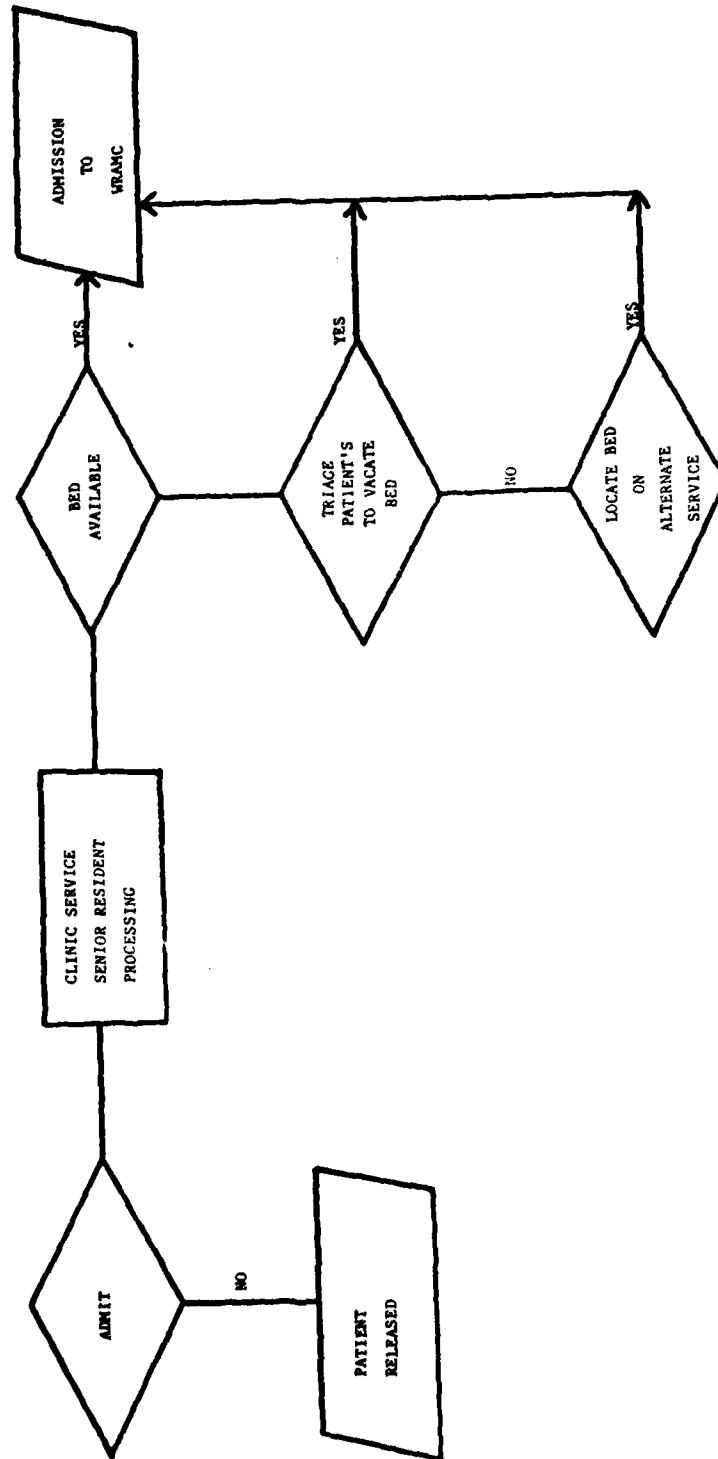 ADMIT
NO
PATIENT
RELEASED
CLINIC SERVICE
SENIOR RESIDENT
PROCESSING
BED
AVAILABLE
YES
ADMISSION
TO
WRAMC
TRIAGE
PATIENT'S
TO VACATE
BED
YES
NO
LOCATE BED
ON
ALTERNATE
SERVICE
YES